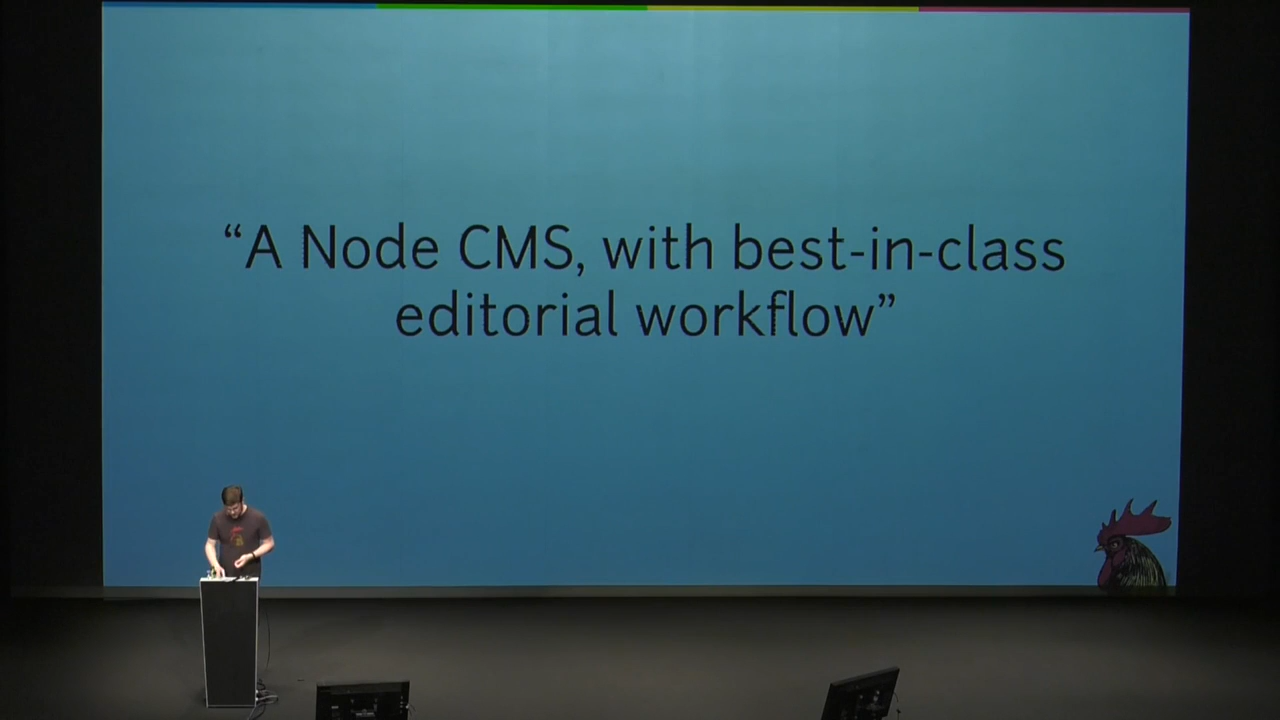 “A Node CMS, with best-in-class
editorial workflow”